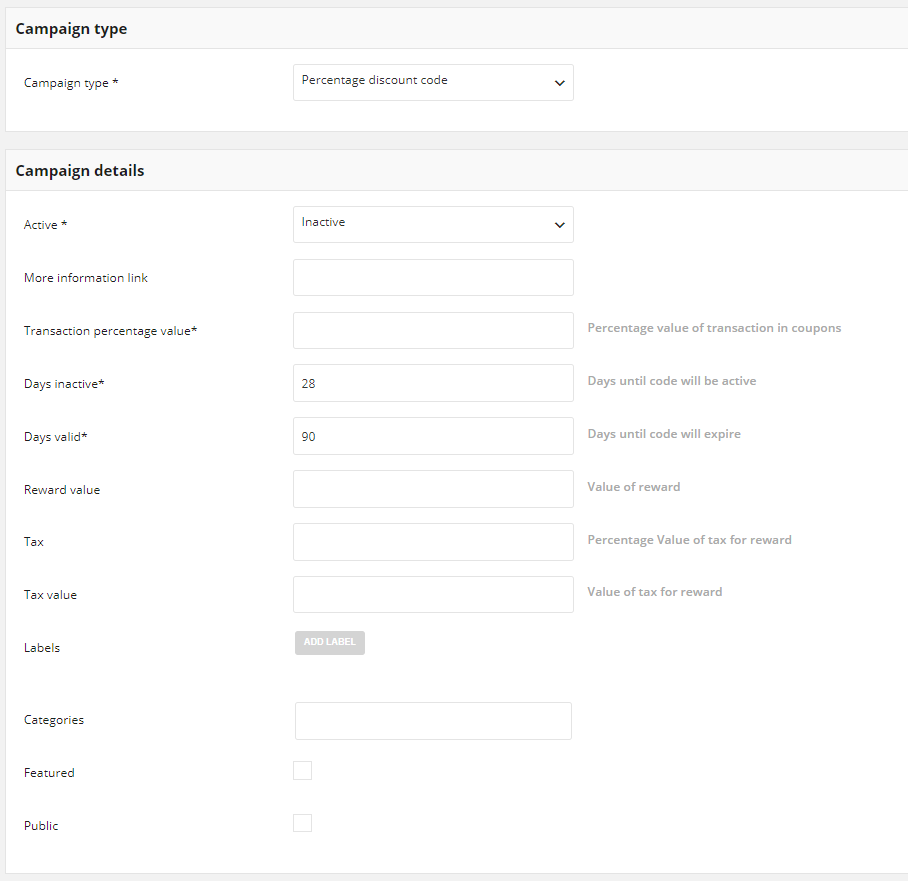 Campaign type
Campaign type *
Percentage discount code
Campaign details
Active *
Inactive
More information link
Transaction percentage value*
Percentage value of transaction in coupons
Days inactive*
28
Days until code will be active
Days valid*
90
Days until code will expire
Reward value
Value of reward
Tax
Percentage Value of tax for reward
Tax value
Value of tax for reward
Labels
ADD LABEL
Categories
Featured
Public